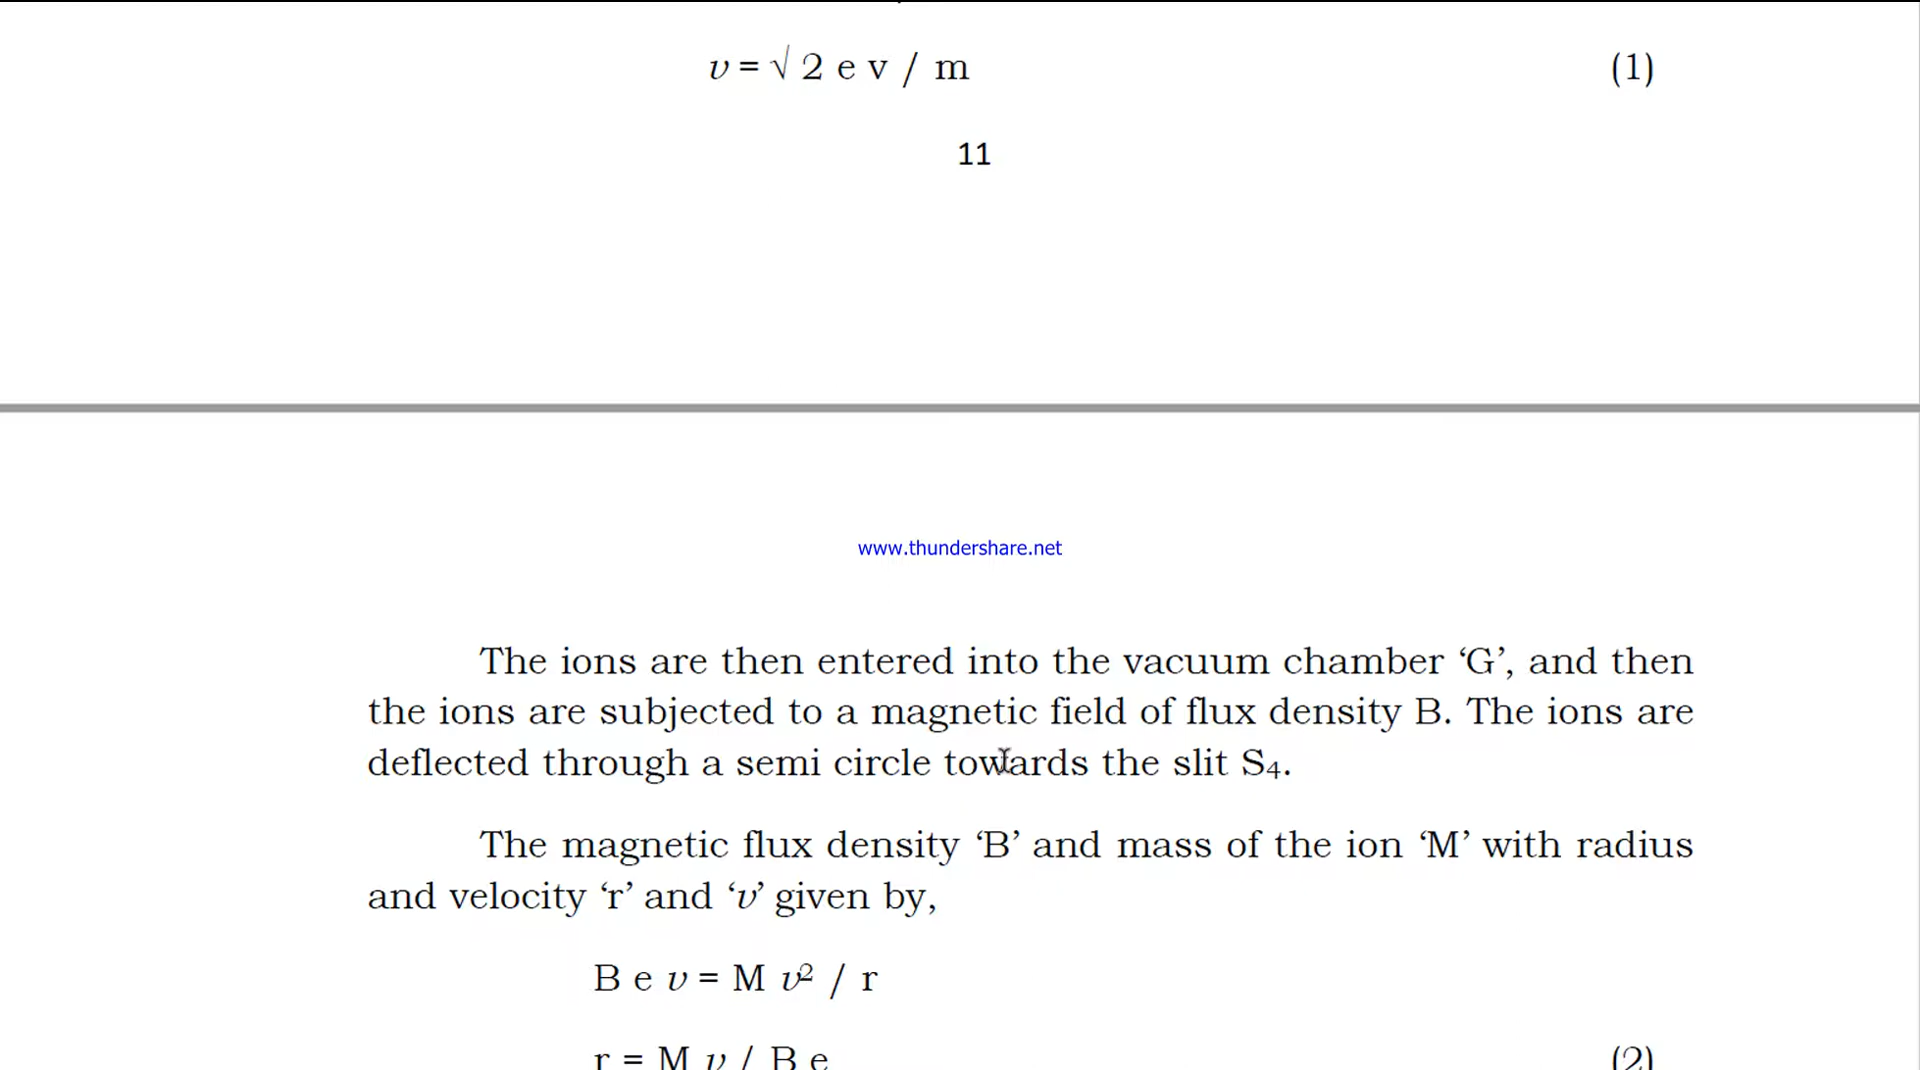 υ = √ 2 e v / m (1)
11
www.thundershare.net
The ions are then entered into the vacuum chamber ‘G’, and then
the ions are subjected to a magnetic field of flux density B. The ions are
deflected through a semi circle towards the slit S₄.
The magnetic flux density ‘B’ and mass of the ion ‘M’ with radius
and velocity ‘r’ and ‘υ’ given by,
B e υ = M υ² / r
r = M υ / B e (2)